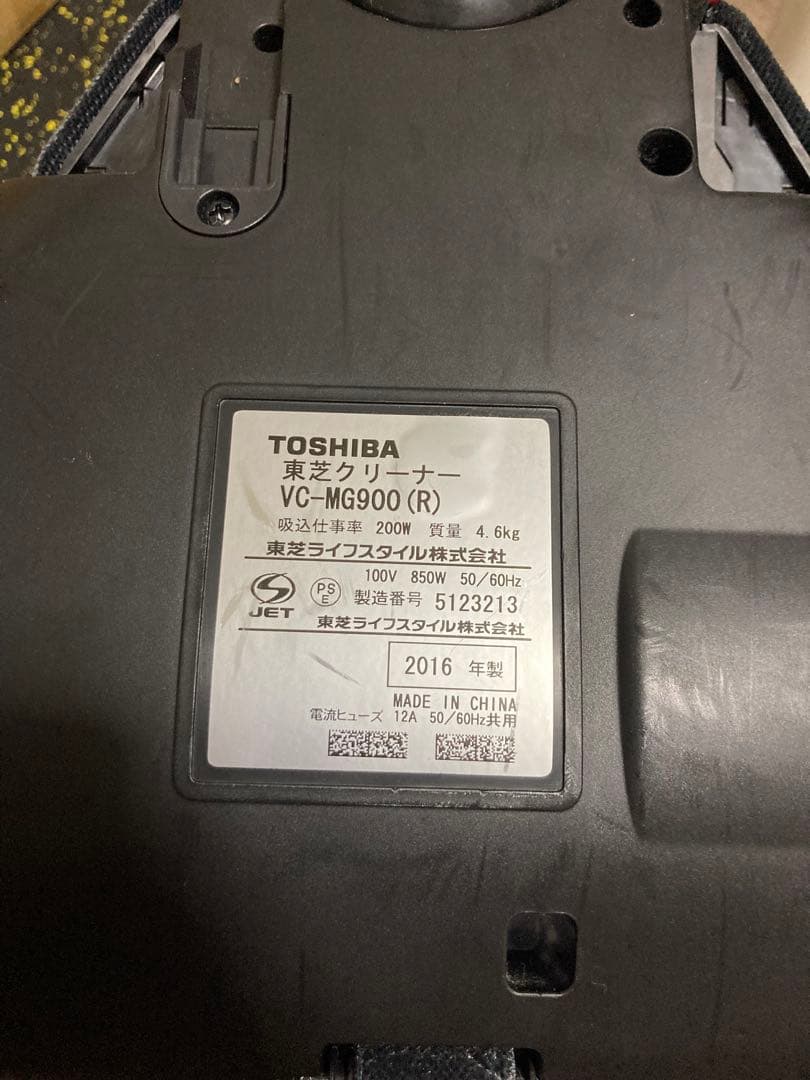 TOSHIBA
東芝クリーナー
VC-MG900(R)
吸込仕事率 200W 質量 4.6kg
東芝ライフスタイル株式会社
100V 850W 50/60Hz
JET PS E 製造番号 5123213
東芝ライフスタイル株式会社
2016 年製
MADE IN CHINA
電流ヒューズ 12A 50/60Hz共用